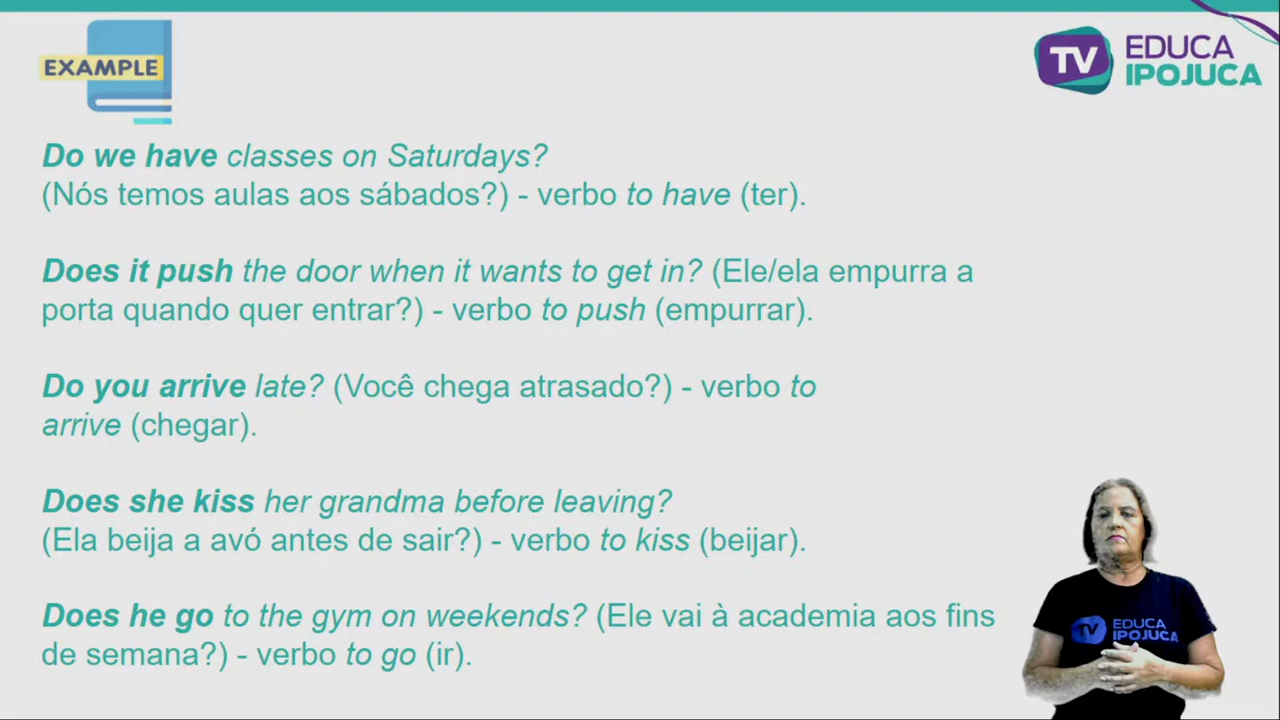 EXAMPLE
TV EDUCA
IPOJUCA
Do we have classes on Saturdays?
(Nós temos aulas aos sábados?) - verbo to have (ter).
Does it push the door when it wants to get in? (Ele/ela empurra a
porta quando quer entrar?) - verbo to push (empurrar).
Do you arrive late? (Você chega atrasado?) - verbo to
arrive (chegar).
Does she kiss her grandma before leaving?
(Ela beija a avó antes de sair?) - verbo to kiss (beijar).
Does he go to the gym on weekends? (Ele vai à academia aos fins
de semana?) - verbo to go (ir).
TV EDUCA
IPOJUCA